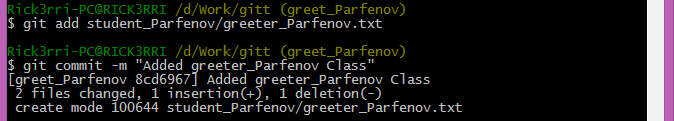 Rick3rri-PC@RICK3RRI /d/Work/gitt (greet_Parfenov)
$ git add student_Parfenov/greeter_Parfenov.txt
Rick3rri-PC@RICK3RRI /d/Work/gitt (greet_Parfenov)
$ git commit -m "Added greeter_Parfenov Class"
[greet_Parfenov 8cd6967] Added greeter_Parfenov Class
 2 files changed, 1 insertion(+), 1 deletion(-)
 create mode 100644 student_Parfenov/greeter_Parfenov.txt